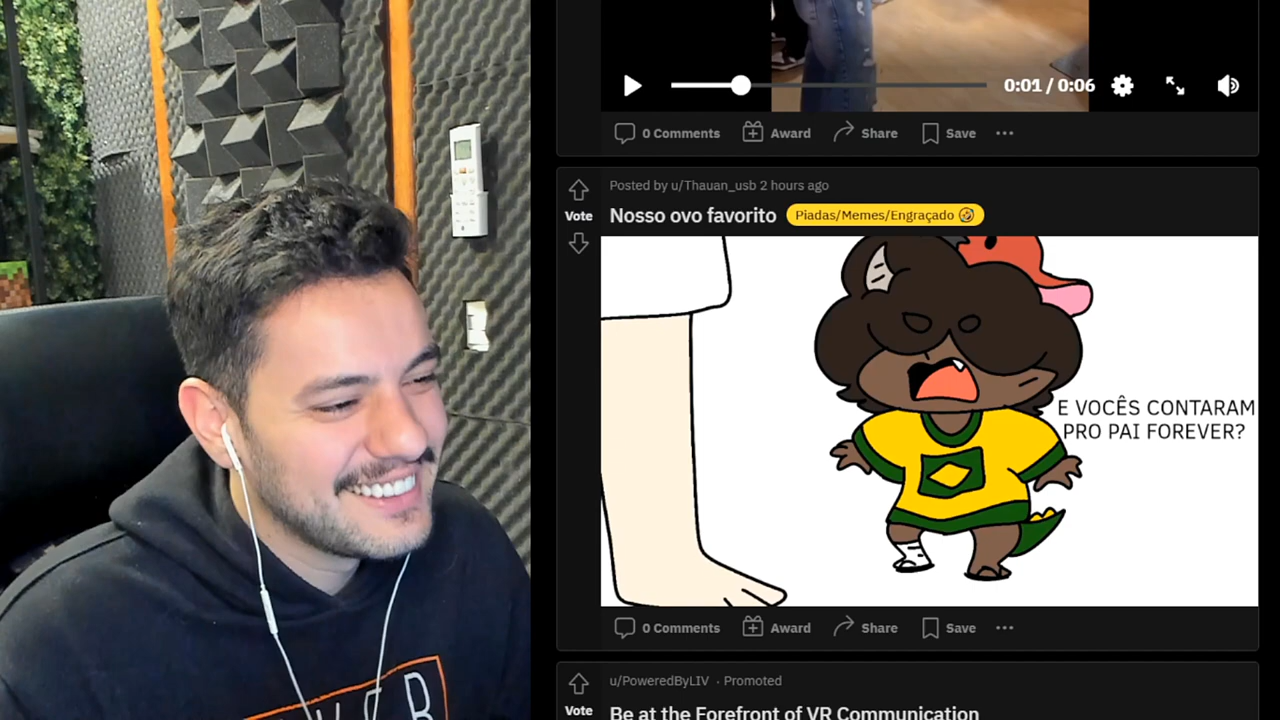 0:01 / 0:06
0 Comments Award Share Save
Posted by u/Thauan_usb 2 hours ago
Vote
Nosso ovo favorito Piadas/Memes/Engraçado
E VOCÊS CONTARAM
PRO PAI FOREVER?
0 Comments Award Share Save
u/PoweredByLIV · Promoted
Vote
Be at the Forefront of VR Communication